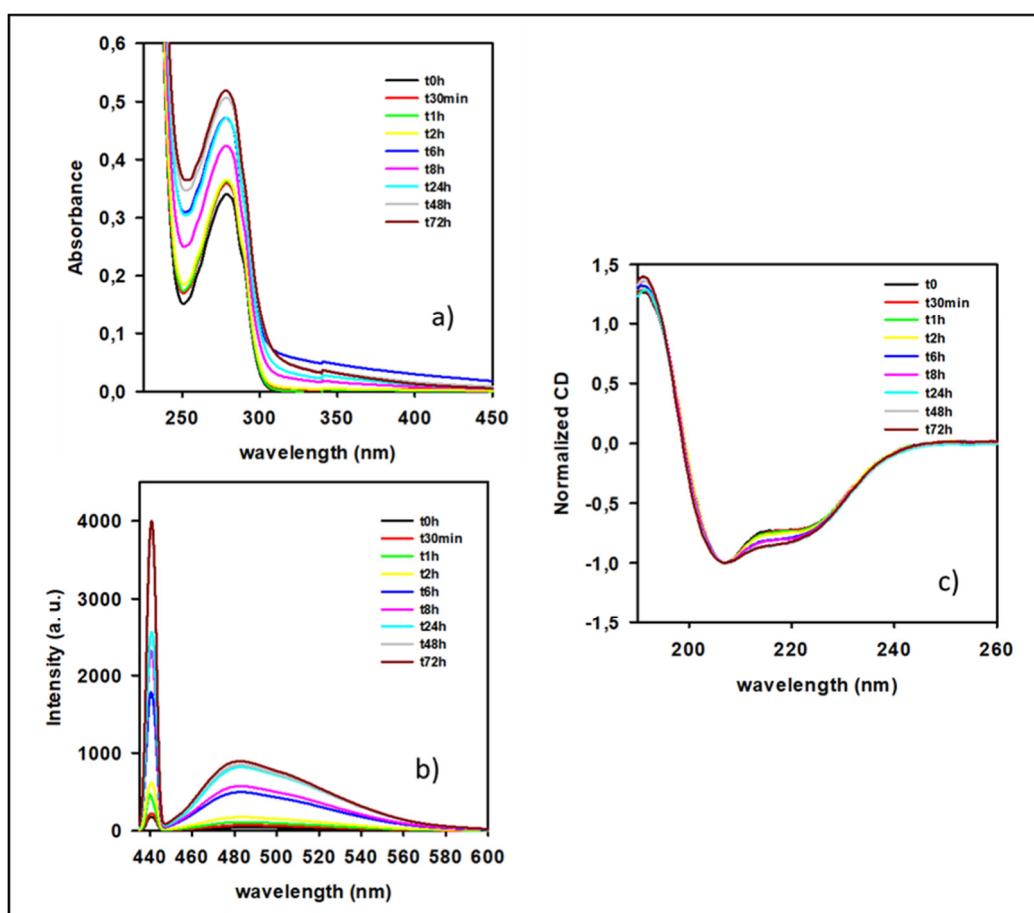 0,6
0,5
0,4
0,3
0,2
0,1
0,0
Absorbance
t0h
t30min
t1h
t2h
t6h
t8h
t24h
t48h
t72h
a)
250 300 350 400 450
wavelength (nm)
4000
3000
2000
1000
0
Intensity (a. u.)
t0h
t30min
t1h
t2h
t6h
t8h
t24h
t48h
t72h
b)
440 460 480 500 520 540 560 580 600
wavelength (nm)
1,5
1,0
0,5
0,0
-0,5
-1,0
-1,5
Normalized CD
t0
t30min
t1h
t2h
t6h
t8h
t24h
t48h
t72h
c)
200 220 240 260
wavelength (nm)